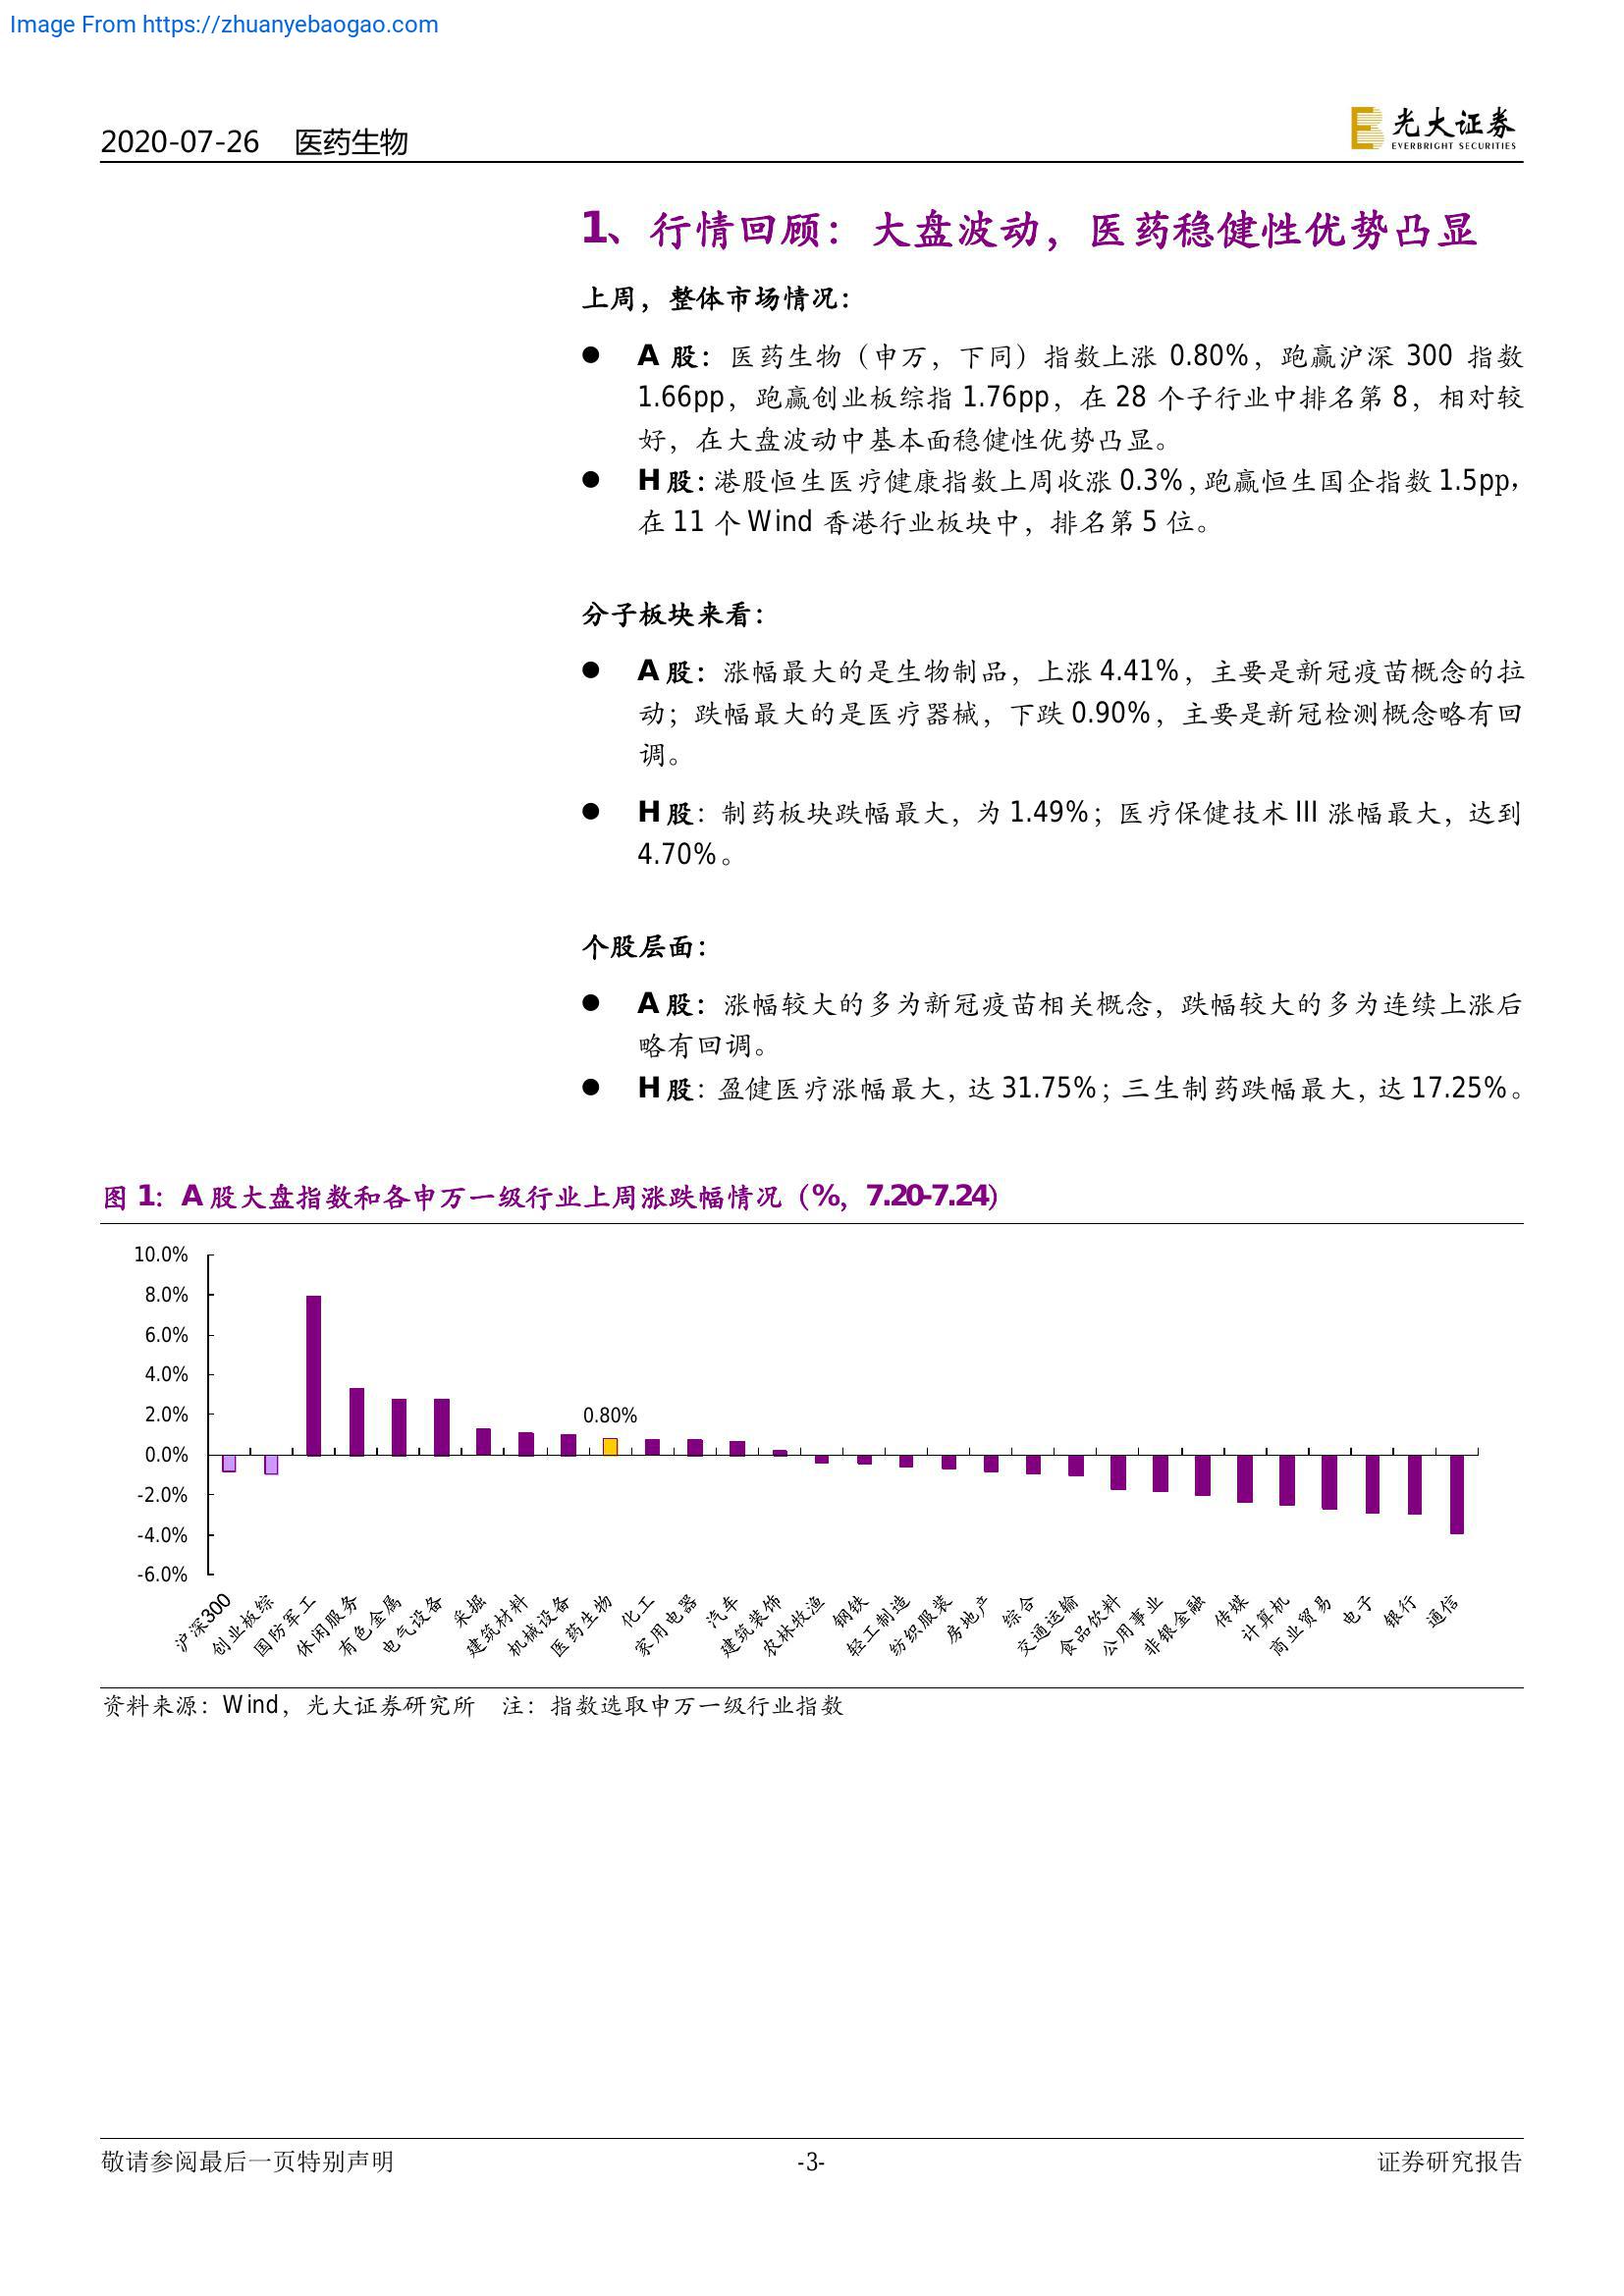 Image From https://zhuanyebaogao.com
2020-07-26 医药生物
光大证券
EVERBRIGHT SECURITIES
1、行情回顾：大盘波动，医药稳健性优势凸显
上周，整体市场情况：
● A 股：医药生物（申万，下同）指数上涨 0.80%，跑赢沪深 300 指数
1.66pp，跑赢创业板综指 1.76pp，在 28 个子行业中排名第 8，相对较
好，在大盘波动中基本面稳健性优势凸显。
● H 股：港股恒生医疗健康指数上周收涨 0.3%，跑赢恒生国企指数 1.5pp，
在 11 个 Wind 香港行业板块中，排名第 5 位。
分子板块来看：
● A 股：涨幅最大的是生物制品，上涨 4.41%，主要是新冠疫苗概念的拉
动；跌幅最大的是医疗器械，下跌 0.90%，主要是新冠检测概念略有回
调。
● H 股：制药板块跌幅最大，为 1.49%；医疗保健技术 III 涨幅最大，达到
4.70%。
个股层面：
● A 股：涨幅较大的多为新冠疫苗相关概念，跌幅较大的多为连续上涨后
略有回调。
● H 股：盈健医疗涨幅最大，达 31.75%；三生制药跌幅最大，达 17.25%。
图 1：A 股大盘指数和各申万一级行业上周涨跌幅情况（%，7.20-7.24）
10.0%
8.0%
6.0%
4.0%
2.0%
0.0%
-2.0%
-4.0%
-6.0%
0.80%
沪深300
创业板综
国防军工
休闲服务
有色金属
电气设备
采掘
建筑材料
机械设备
医药生物
化工
家用电器
汽车
建筑装饰
农林牧渔
钢铁
轻工制造
纺织服装
房地产
综合
交通运输
食品饮料
公用事业
非银金融
传媒
计算机
商业贸易
电子
银行
通信
资料来源：Wind，光大证券研究所 注：指数选取申万一级行业指数
敬请参阅最后一页特别声明 -3- 证券研究报告